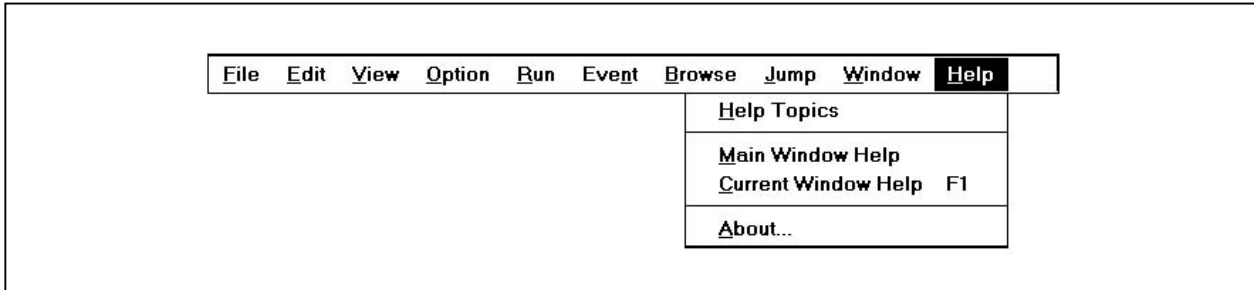 File Edit View Option Run Event Browse Jump Window Help
Help Topics
Main Window Help
Current Window Help F1
About...